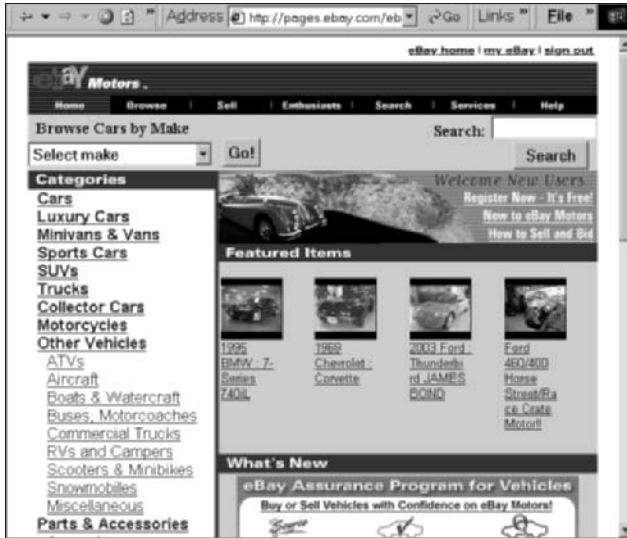 Address http://pages.ebay.com/eb Go Links " File "
eBay home | my eBay | sign out
ebaY Motors .
Home Browse | Sell | Enthusiasts | Search | Services | Help
Browse Cars by Make
Search:
Select make Go!
Search
Categories
Cars
Luxury Cars
Minivans & Vans
Sports Cars
SUVs
Trucks
Collector Cars
Motorcycles
Other Vehicles
ATVs
Aircraft
Boats & Watercraft
Buses, Motorcoaches
Commercial Trucks
RVs and Campers
Scooters & Minibikes
Snowmobiles
Miscellaneous
Parts & Accessories
Welcome New Users
Register Now - It's Free!
New to eBay Motors
How to Sell and Bid
Featured Items
1995
BMW : 7-
Series
740iL
1969
Chevrolet :
Corvette
2003 Ford :
Thunderbi
rd JAMES
BOND
Ford
460/400
Horse
Street/Ra
ce Crate
Motor!!
What's New
eBay Assurance Program for Vehicles
Buy or Sell Vehicles with Confidence on eBay Motors!